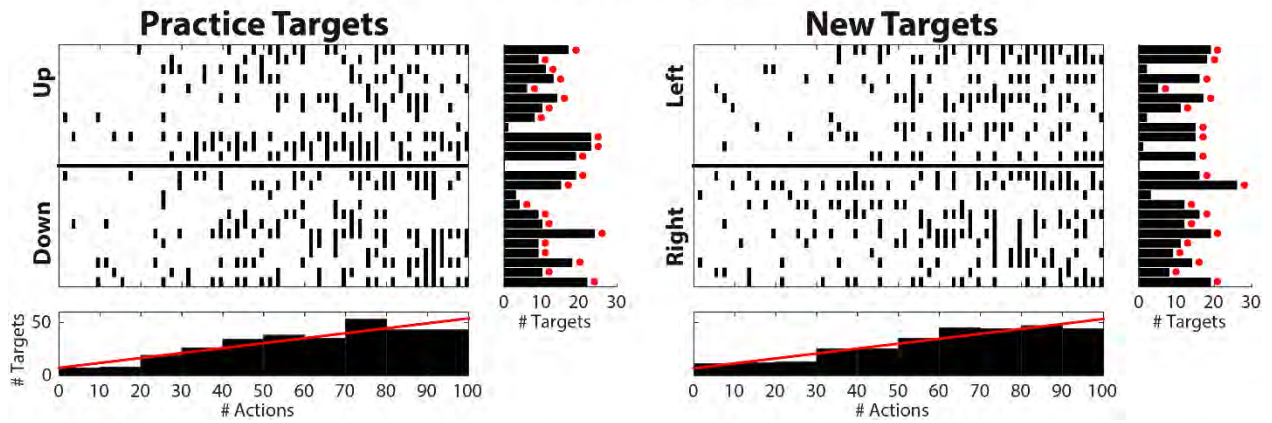 Practice Targets
New Targets
Up
Down
Left
Right
0 10 20 30
# Targets
0 10 20 30
# Targets
50
0
# Targets
0 10 20 30 40 50 60 70 80 90 100
# Actions
0 10 20 30 40 50 60 70 80 90 100
# Actions